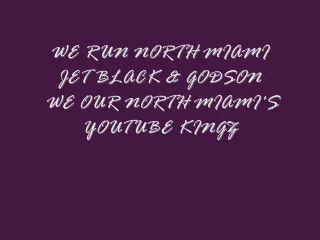 WE RUN NORTH MIAMI
JET BLACK & GODSON
WE OUR NORTH MIAMI'S
YOUTUBE KINGZ